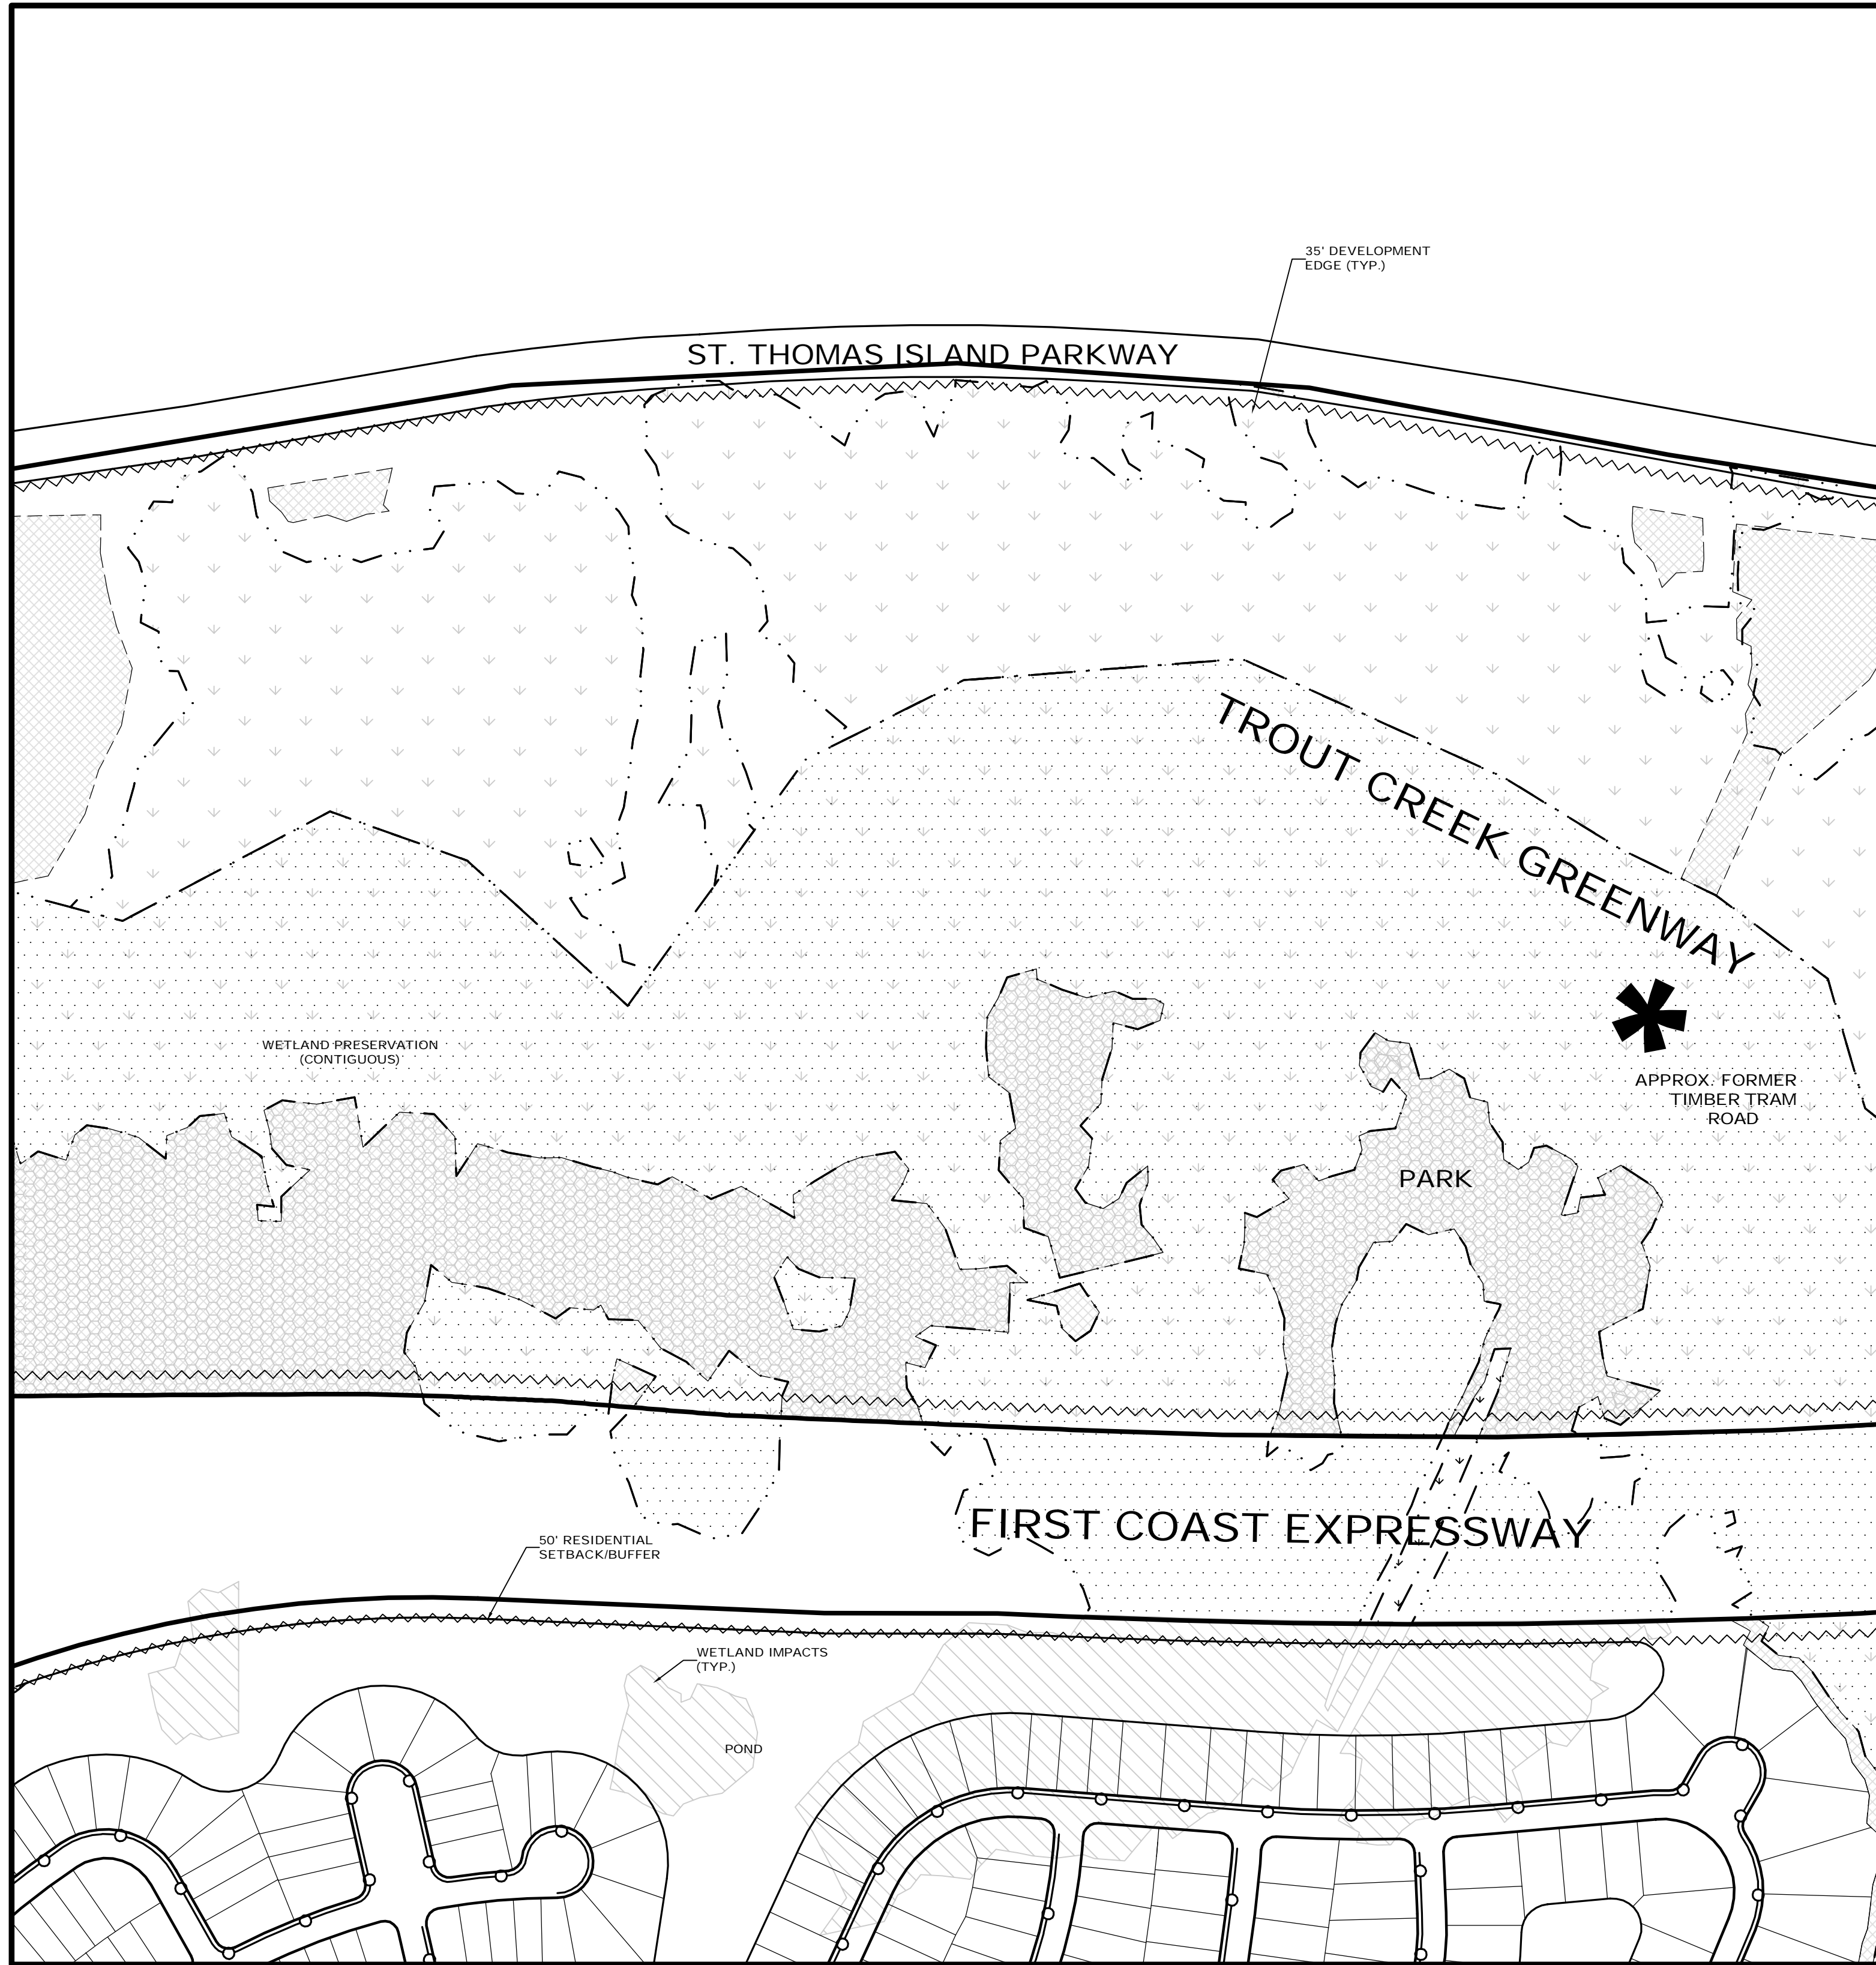 35' DEVELOPMENT
EDGE (TYP.)
ST. THOMAS ISLAND PARKWAY
TROUT CREEK GREENWAY
WETLAND PRESERVATION
(CONTIGUOUS)
APPROX. FORMER
TIMBER TRAM
ROAD
PARK
FIRST COAST EXPRESSWAY
50' RESIDENTIAL
SETBACK/BUFFER
WETLAND IMPACTS
(TYP.)
POND